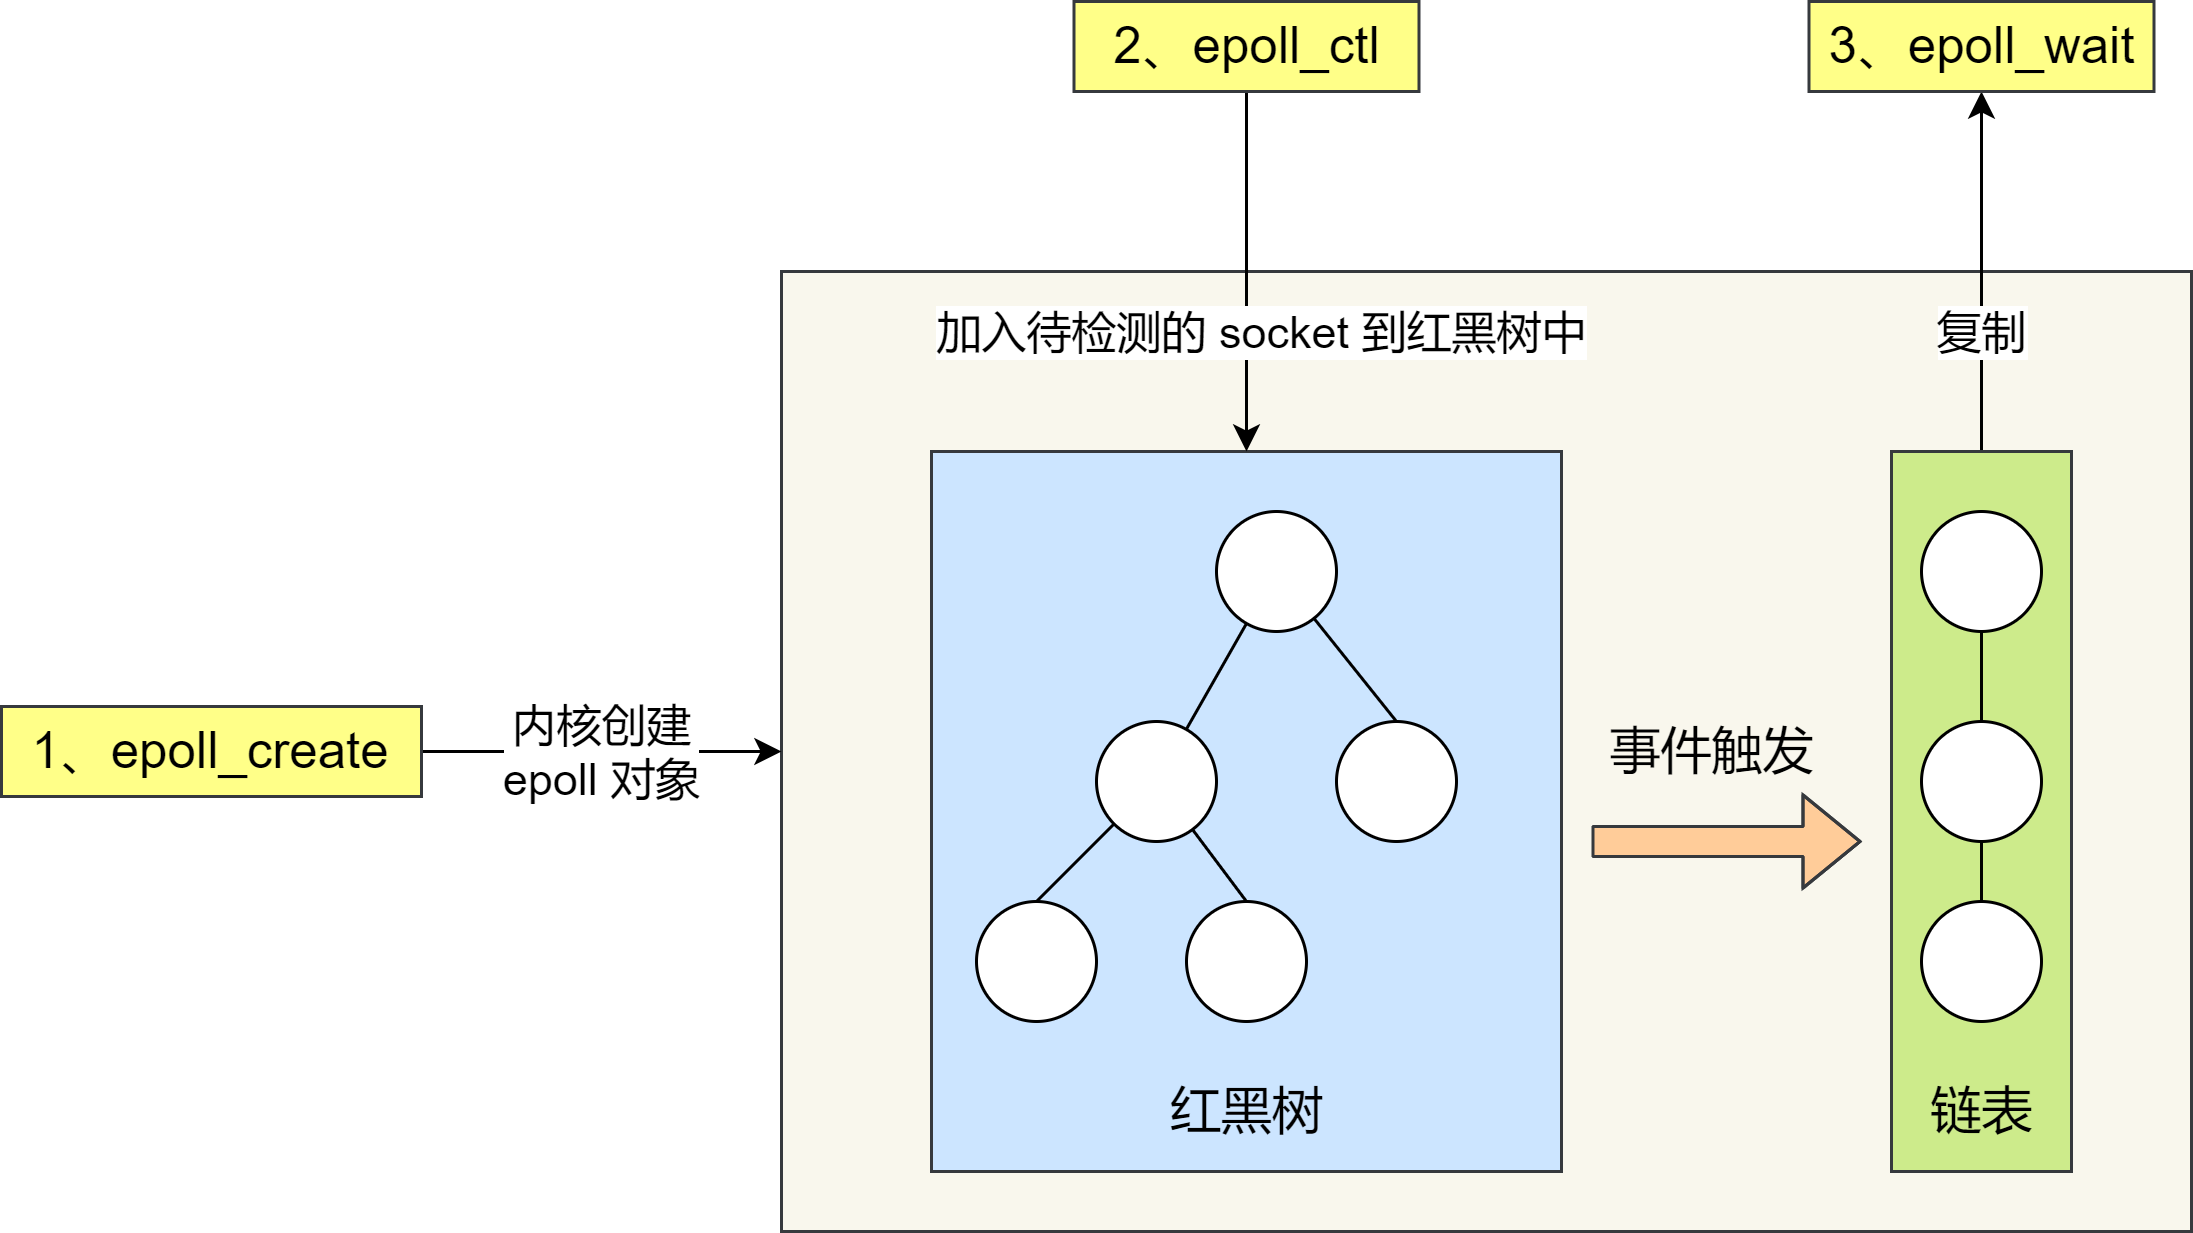 2、epoll_ctl
3、epoll_wait
加入待检测的 socket 到红黑树中
复制
1、epoll_create
内核创建
epoll 对象
事件触发
红黑树
链表